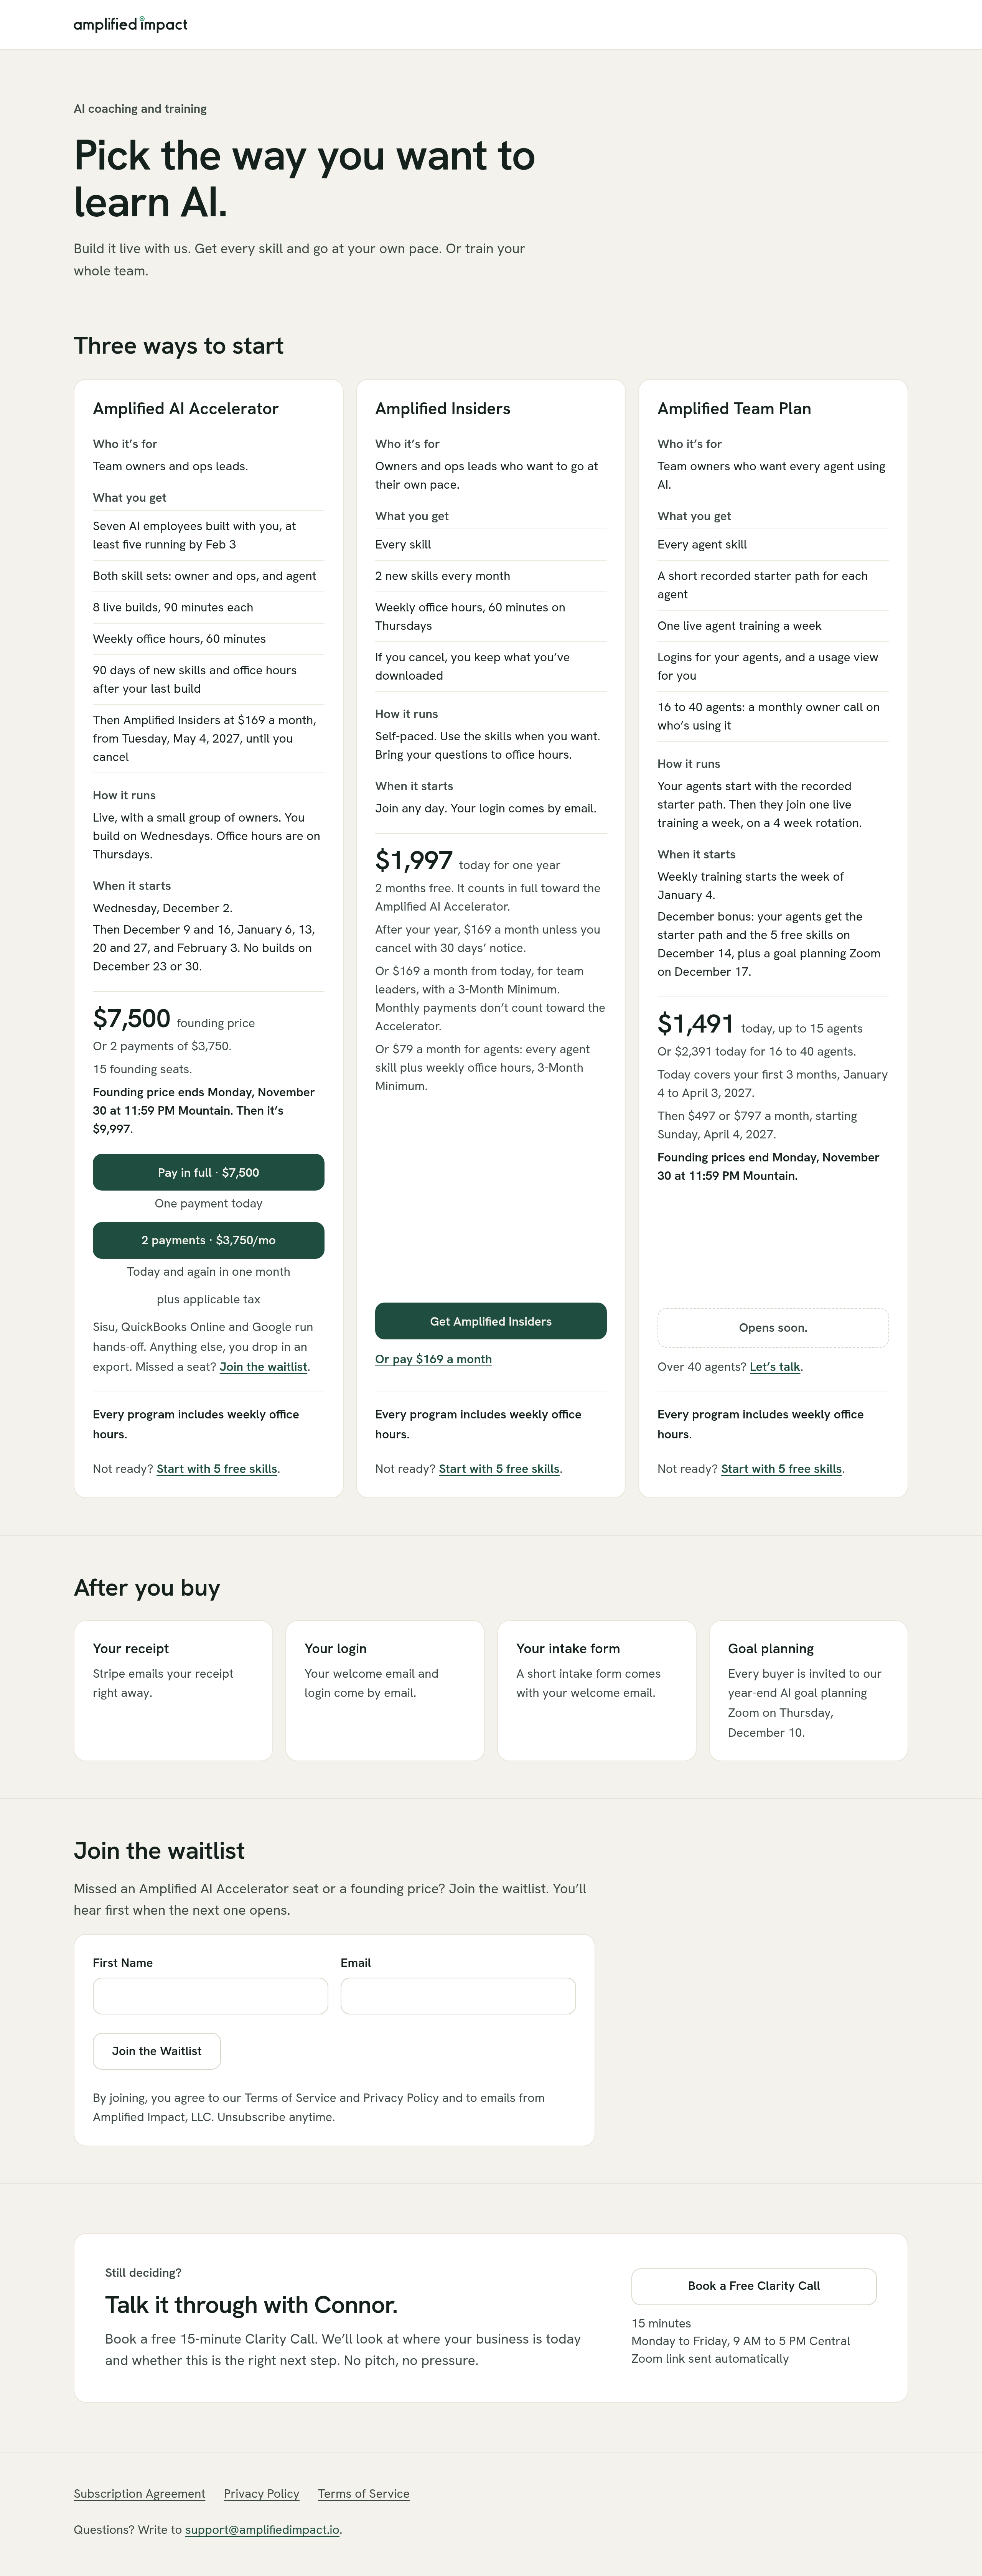 amplified impact
AI coaching and training
Pick the way you want to
learn AI.
Build it live with us. Get every skill and go at your own pace. Or train your
whole team.
Three ways to start
Amplified AI Accelerator
Who it’s for
Team owners and ops leads.
What you get
Seven AI employees built with you, at
least five running by Feb 3
Both skill sets: owner and ops, and agent
8 live builds, 90 minutes each
Weekly office hours, 60 minutes
90 days of new skills and office hours
after your last build
Then Amplified Insiders at $169 a month,
from Tuesday, May 4, 2027, until you
cancel
How it runs
Live, with a small group of owners. You
build on Wednesdays. Office hours are on
Thursdays.
When it starts
Wednesday, December 2.
Then December 9 and 16, January 6, 13,
20 and 27, and February 3. No builds on
December 23 or 30.
$7,500 founding price
Or 2 payments of $3,750.
15 founding seats.
Founding price ends Monday, November
30 at 11:59 PM Mountain. Then it’s
$9,997.
Pay in full · $7,500
One payment today
2 payments · $3,750/mo
Today and again in one month
plus applicable tax
Sisu, QuickBooks Online and Google run
hands-off. Anything else, you drop in an
export. Missed a seat? Join the waitlist.
Every program includes weekly office
hours.
Not ready? Start with 5 free skills.
Amplified Insiders
Who it’s for
Owners and ops leads who want to go at
their own pace.
What you get
Every skill
2 new skills every month
Weekly office hours, 60 minutes on
Thursdays
If you cancel, you keep what you’ve
downloaded
How it runs
Self-paced. Use the skills when you want.
Bring your questions to office hours.
When it starts
Join any day. Your login comes by email.
$1,997 today for one year
2 months free. It counts in full toward the
Amplified AI Accelerator.
After your year, $169 a month unless you
cancel with 30 days’ notice.
Or $169 a month from today, for team
leaders, with a 3-Month Minimum.
Monthly payments don’t count toward the
Accelerator.
Or $79 a month for agents: every agent
skill plus weekly office hours, 3-Month
Minimum.
Get Amplified Insiders
Or pay $169 a month
Every program includes weekly office
hours.
Not ready? Start with 5 free skills.
Amplified Team Plan
Who it’s for
Team owners who want every agent using
AI.
What you get
Every agent skill
A short recorded starter path for each
agent
One live agent training a week
Logins for your agents, and a usage view
for you
16 to 40 agents: a monthly owner call on
who’s using it
How it runs
Your agents start with the recorded
starter path. Then they join one live
training a week, on a 4 week rotation.
When it starts
Weekly training starts the week of
January 4.
December bonus: your agents get the
starter path and the 5 free skills on
December 14, plus a goal planning Zoom
on December 17.
$1,491 today, up to 15 agents
Or $2,391 today for 16 to 40 agents.
Today covers your first 3 months, January
4 to April 3, 2027.
Then $497 or $797 a month, starting
Sunday, April 4, 2027.
Founding prices end Monday, November
30 at 11:59 PM Mountain.
Opens soon.
Over 40 agents? Let’s talk.
Every program includes weekly office
hours.
Not ready? Start with 5 free skills.
After you buy
Your receipt
Stripe emails your receipt
right away.
Your login
Your welcome email and
login come by email.
Your intake form
A short intake form comes
with your welcome email.
Goal planning
Every buyer is invited to our
year-end AI goal planning
Zoom on Thursday,
December 10.
Join the waitlist
Missed an Amplified AI Accelerator seat or a founding price? Join the waitlist. You’ll
hear first when the next one opens.
First Name
Email
Join the Waitlist
By joining, you agree to our Terms of Service and Privacy Policy and to emails from
Amplified Impact, LLC. Unsubscribe anytime.
Still deciding?
Talk it through with Connor.
Book a free 15-minute Clarity Call. We’ll look at where your business is today
and whether this is the right next step. No pitch, no pressure.
Book a Free Clarity Call
15 minutes
Monday to Friday, 9 AM to 5 PM Central
Zoom link sent automatically
Subscription Agreement
Privacy Policy
Terms of Service
Questions? Write to support@amplifiedimpact.io.